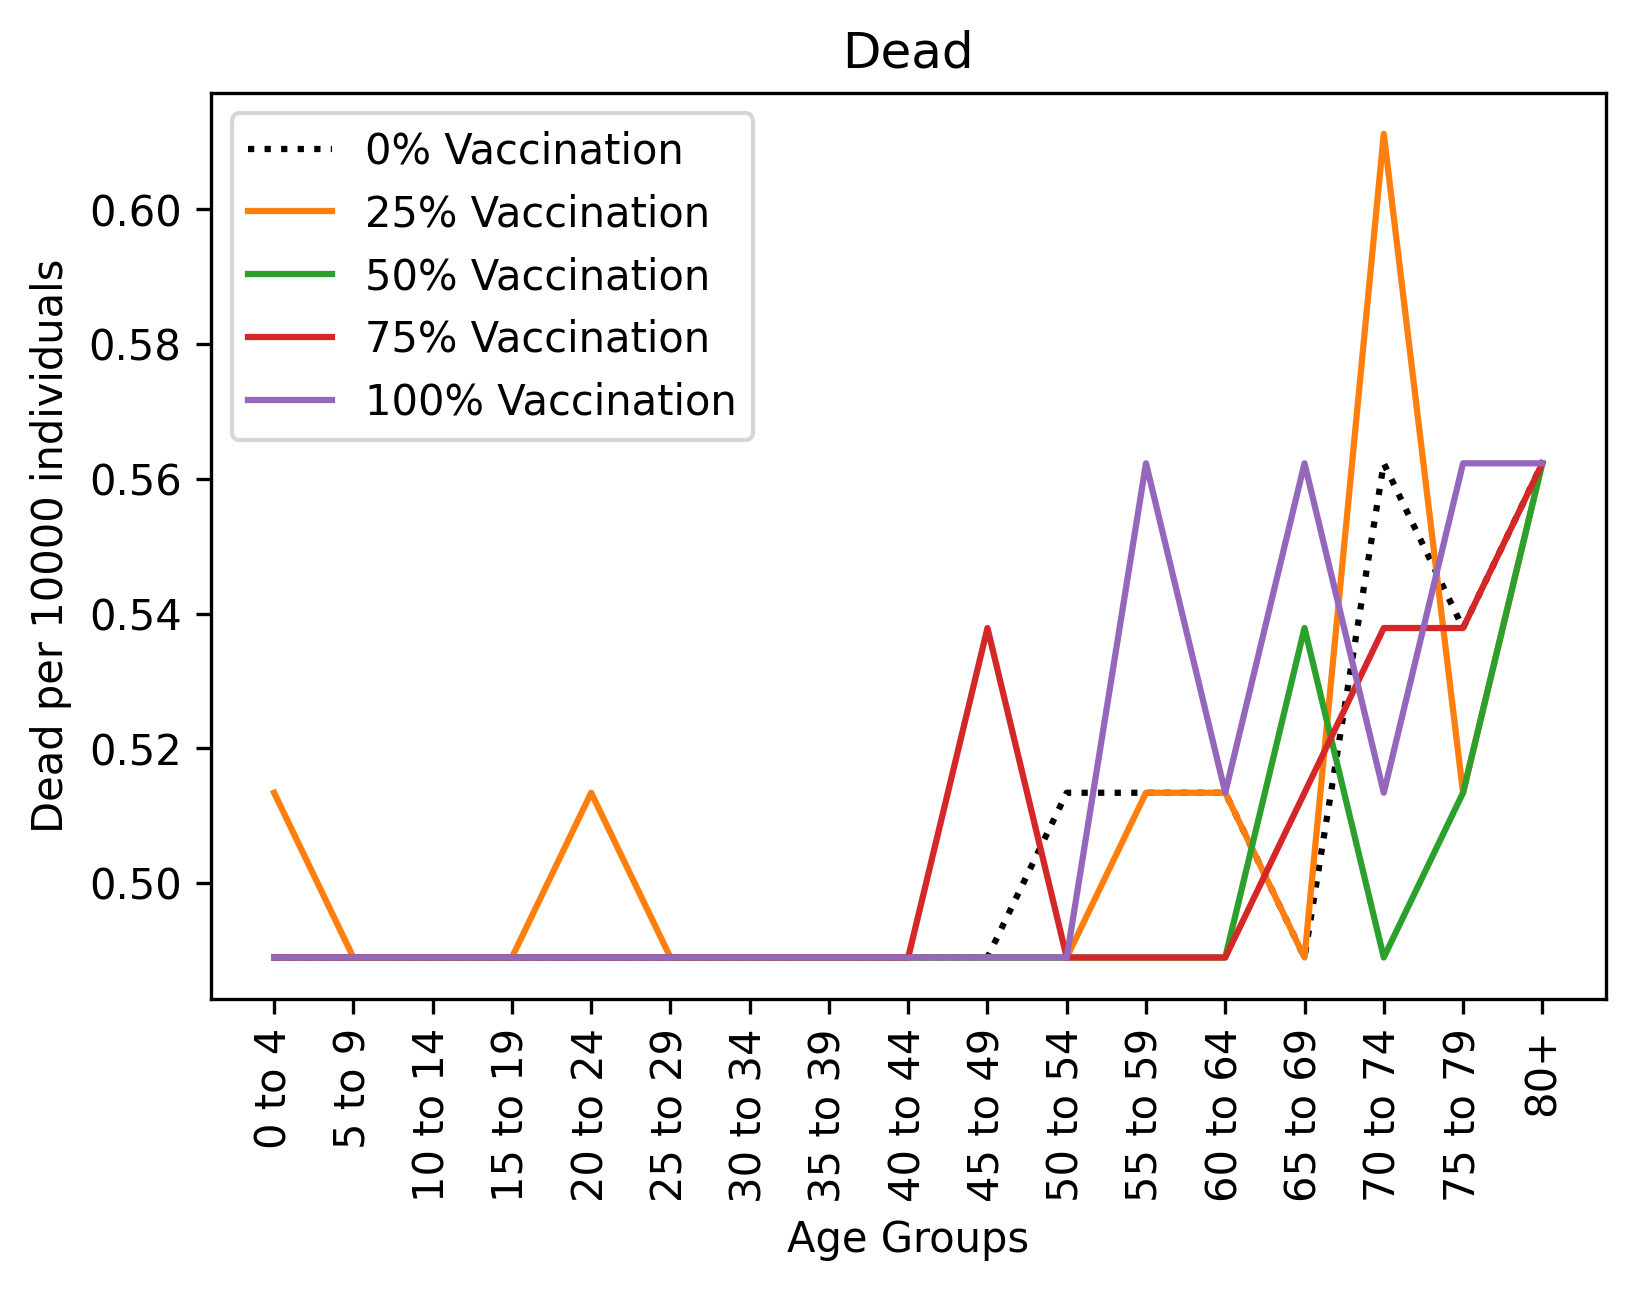 Dead
0% Vaccination
25% Vaccination
50% Vaccination
75% Vaccination
100% Vaccination
Dead per 10000 individuals
0.60
0.58
0.56
0.54
0.52
0.50
0 to 4
5 to 9
10 to 14
15 to 19
20 to 24
25 to 29
30 to 34
35 to 39
40 to 44
45 to 49
50 to 54
55 to 59
60 to 64
65 to 69
70 to 74
75 to 79
80+
Age Groups